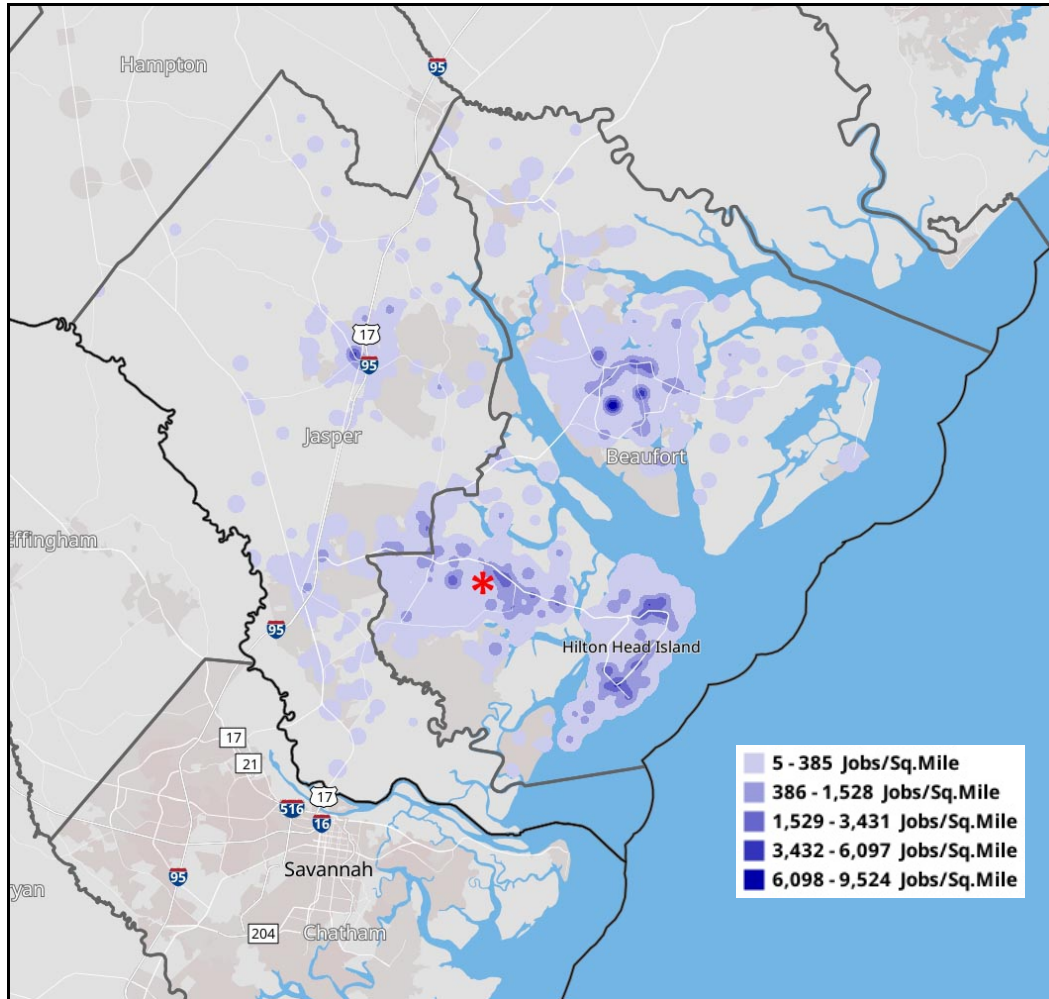 Hampton
95
17
95
Jasper
Beaufort
Effingham
95
Hilton Head Island
17
21
17
516
16
Savannah
95
204
Chatham
5 - 385 Jobs/Sq.Mile
386 - 1,528 Jobs/Sq.Mile
1,529 - 3,431 Jobs/Sq.Mile
3,432 - 6,097 Jobs/Sq.Mile
6,098 - 9,524 Jobs/Sq.Mile